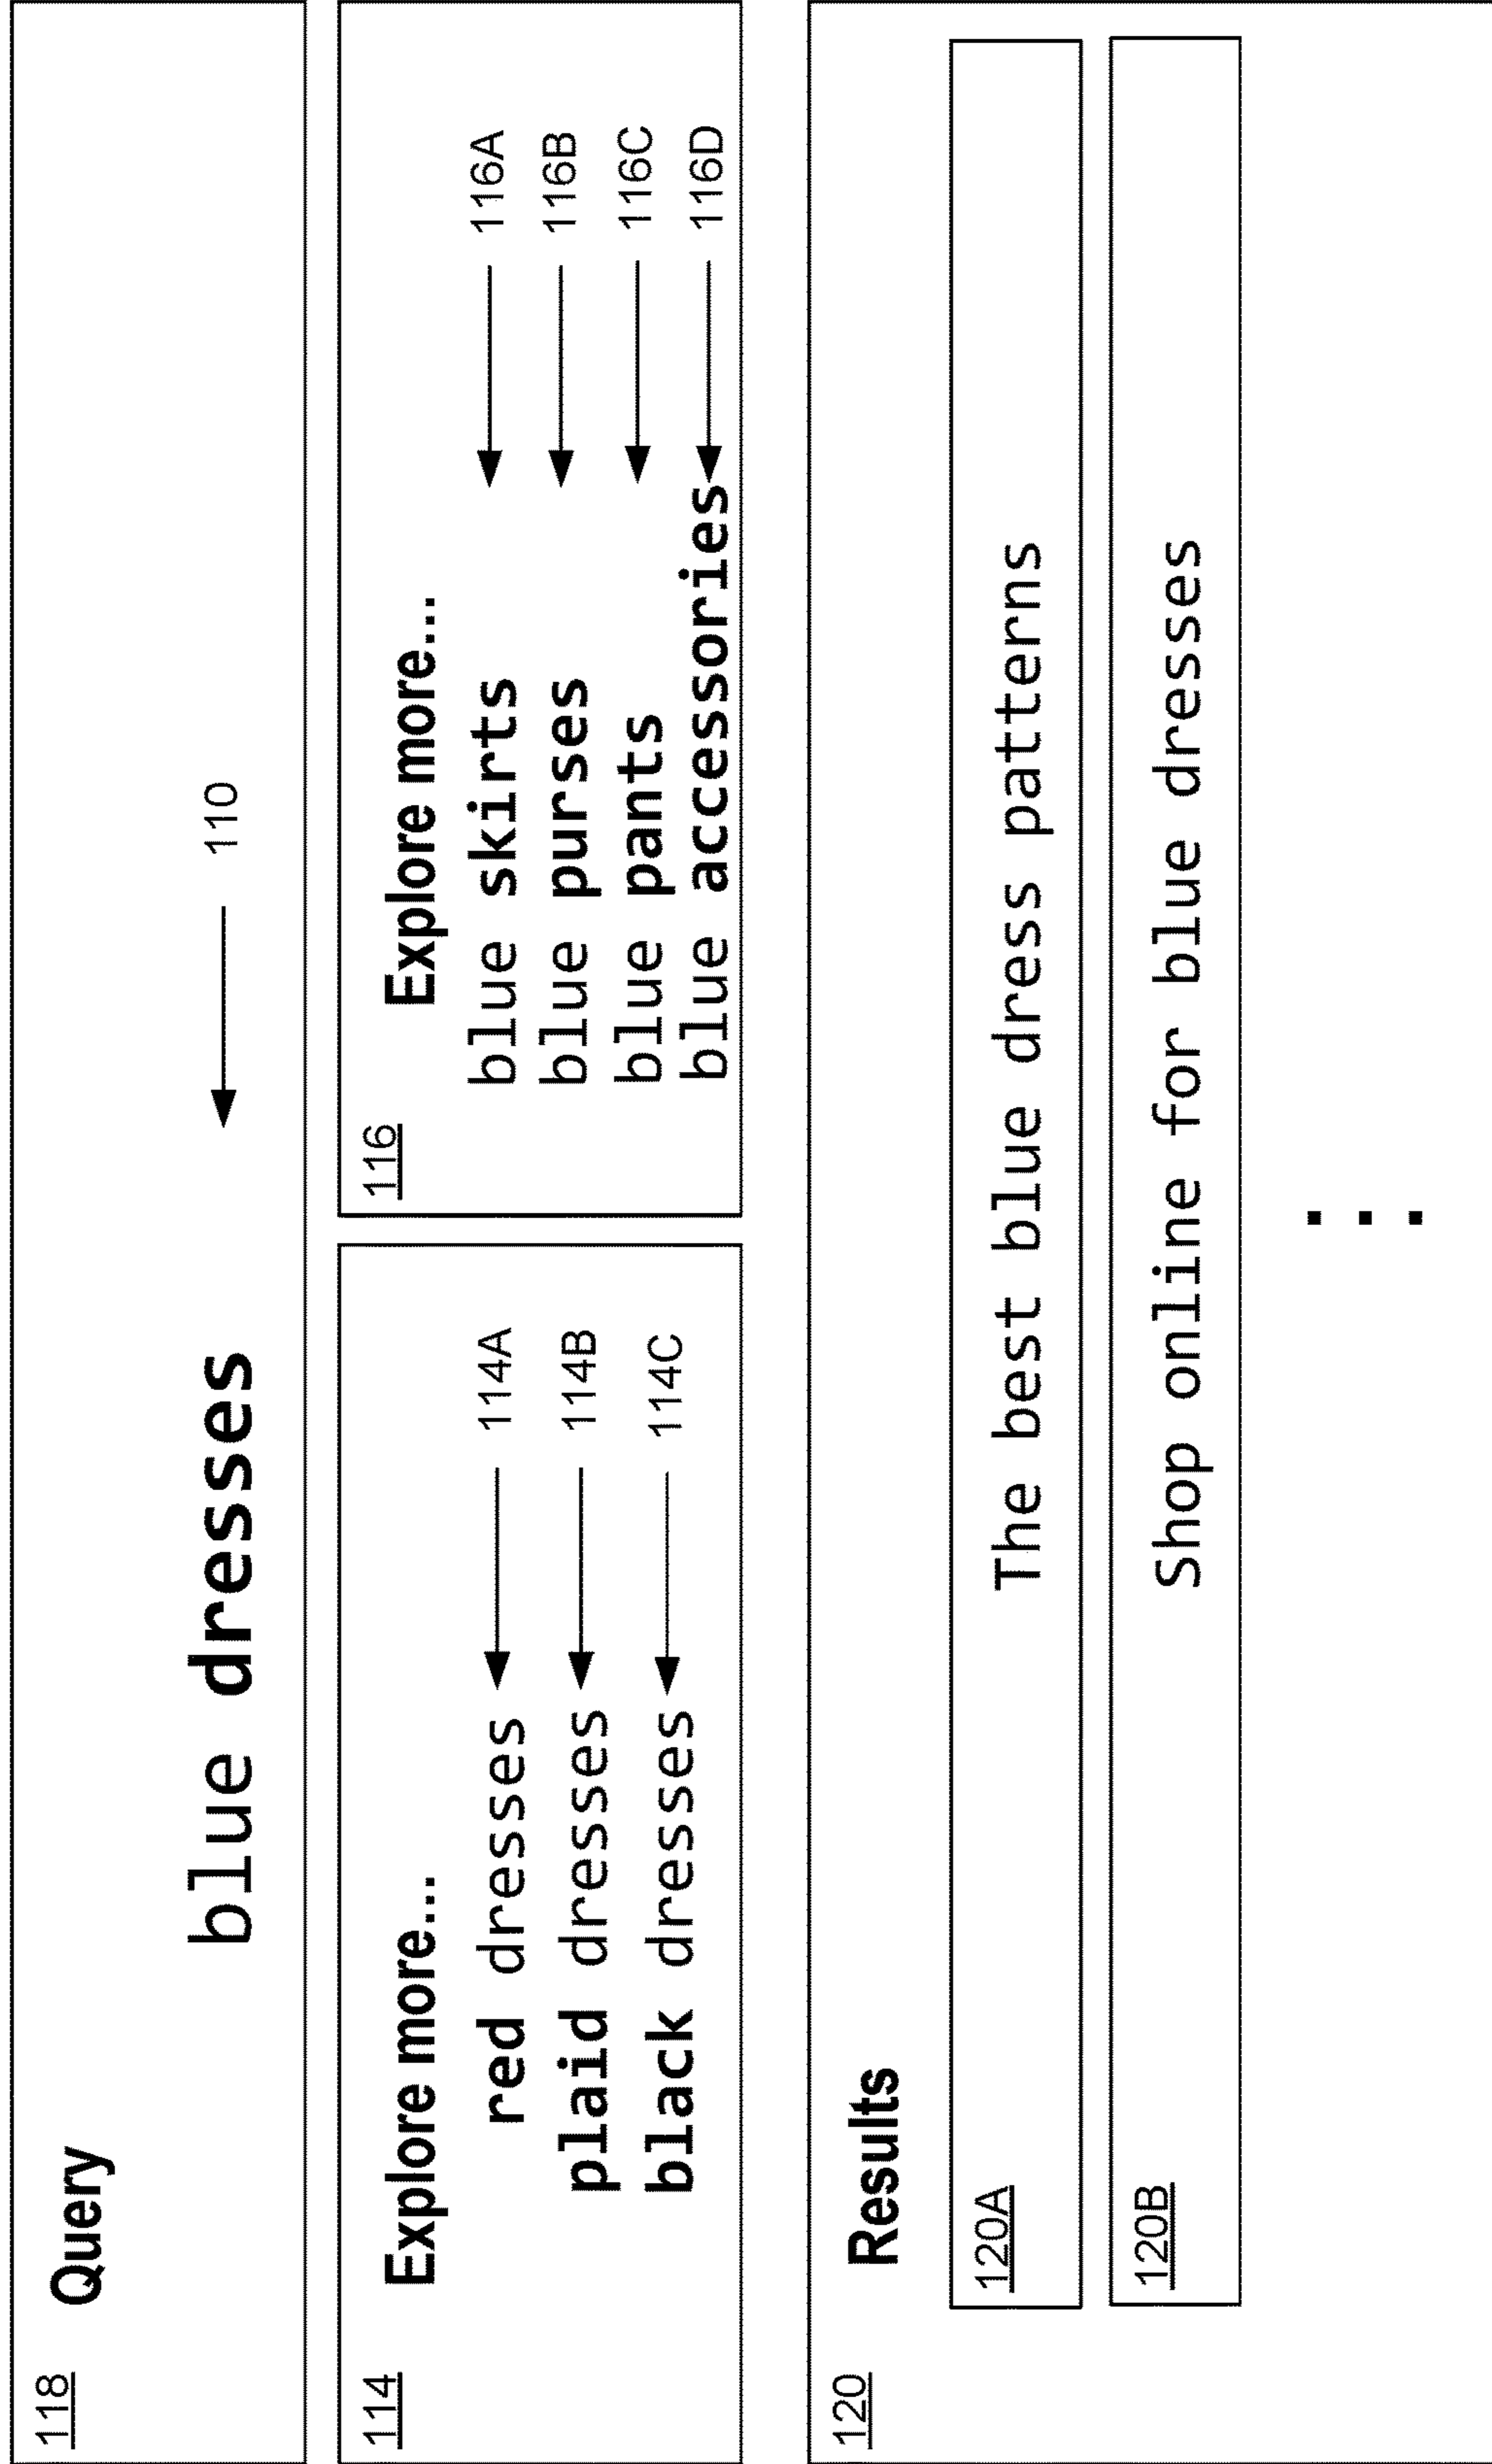 118
Query
blue dresses
110
114
Explore more...
red dresses
114A
plaid dresses
114B
black dresses
114C
116
Explore more...
blue skirts
116A
blue purses
116B
blue pants
116C
blue accessories
116D
120
Results
120A
The best blue dress patterns
120B
Shop online for blue dresses